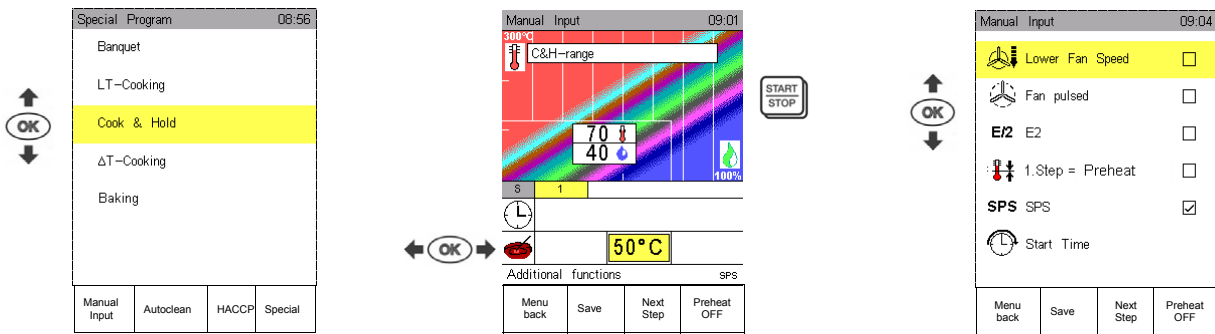 Special Program 08:56
OK
Banquet
LT-Cooking
Cook & Hold
ΔT-Cooking
Baking
Manual Input
Autoclean
HACCP
Special
Manual Input 09:01
300°C
C&H-range
70
40
100%
S 1
OK
50°C
Additional functions SPS
Menu back
Save
Next Step
Preheat OFF
START
STOP
Manual Input 09:04
OK
Lower Fan Speed
Fan pulsed
E/2 E2
1.Step = Preheat
SPS SPS
Start Time
Menu back
Save
Next Step
Preheat OFF